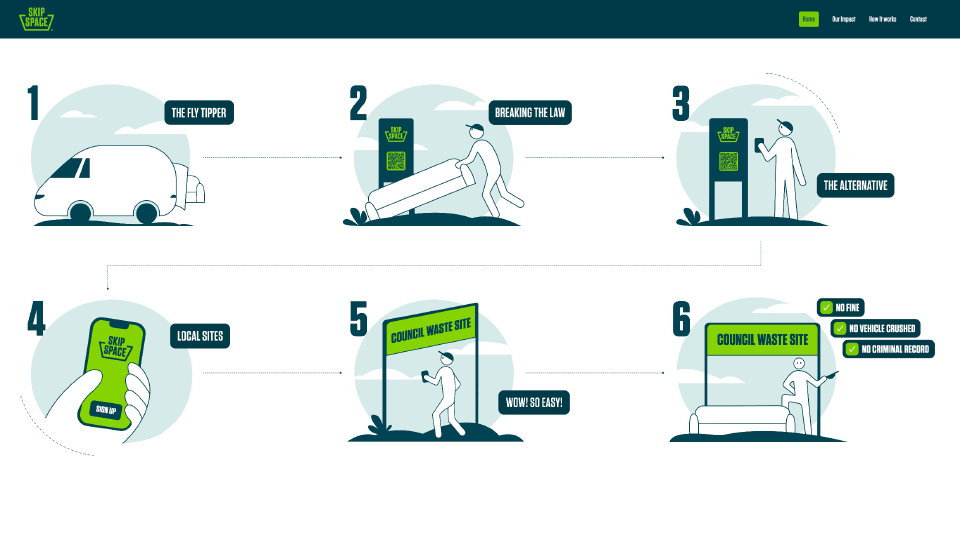 SKIP
SPACE
Home
Our Impact
How it works
Contact
1
THE FLY TIPPER
2
BREAKING THE LAW
SKIP
SPACE
3
SKIP
SPACE
THE ALTERNATIVE
4
LOCAL SITES
SKIP
SPACE
SIGN UP
5
COUNCIL WASTE SITE
WOW! SO EASY!
6
COUNCIL WASTE SITE
NO FINE
NO VEHICLE CRUSHED
NO CRIMINAL RECORD